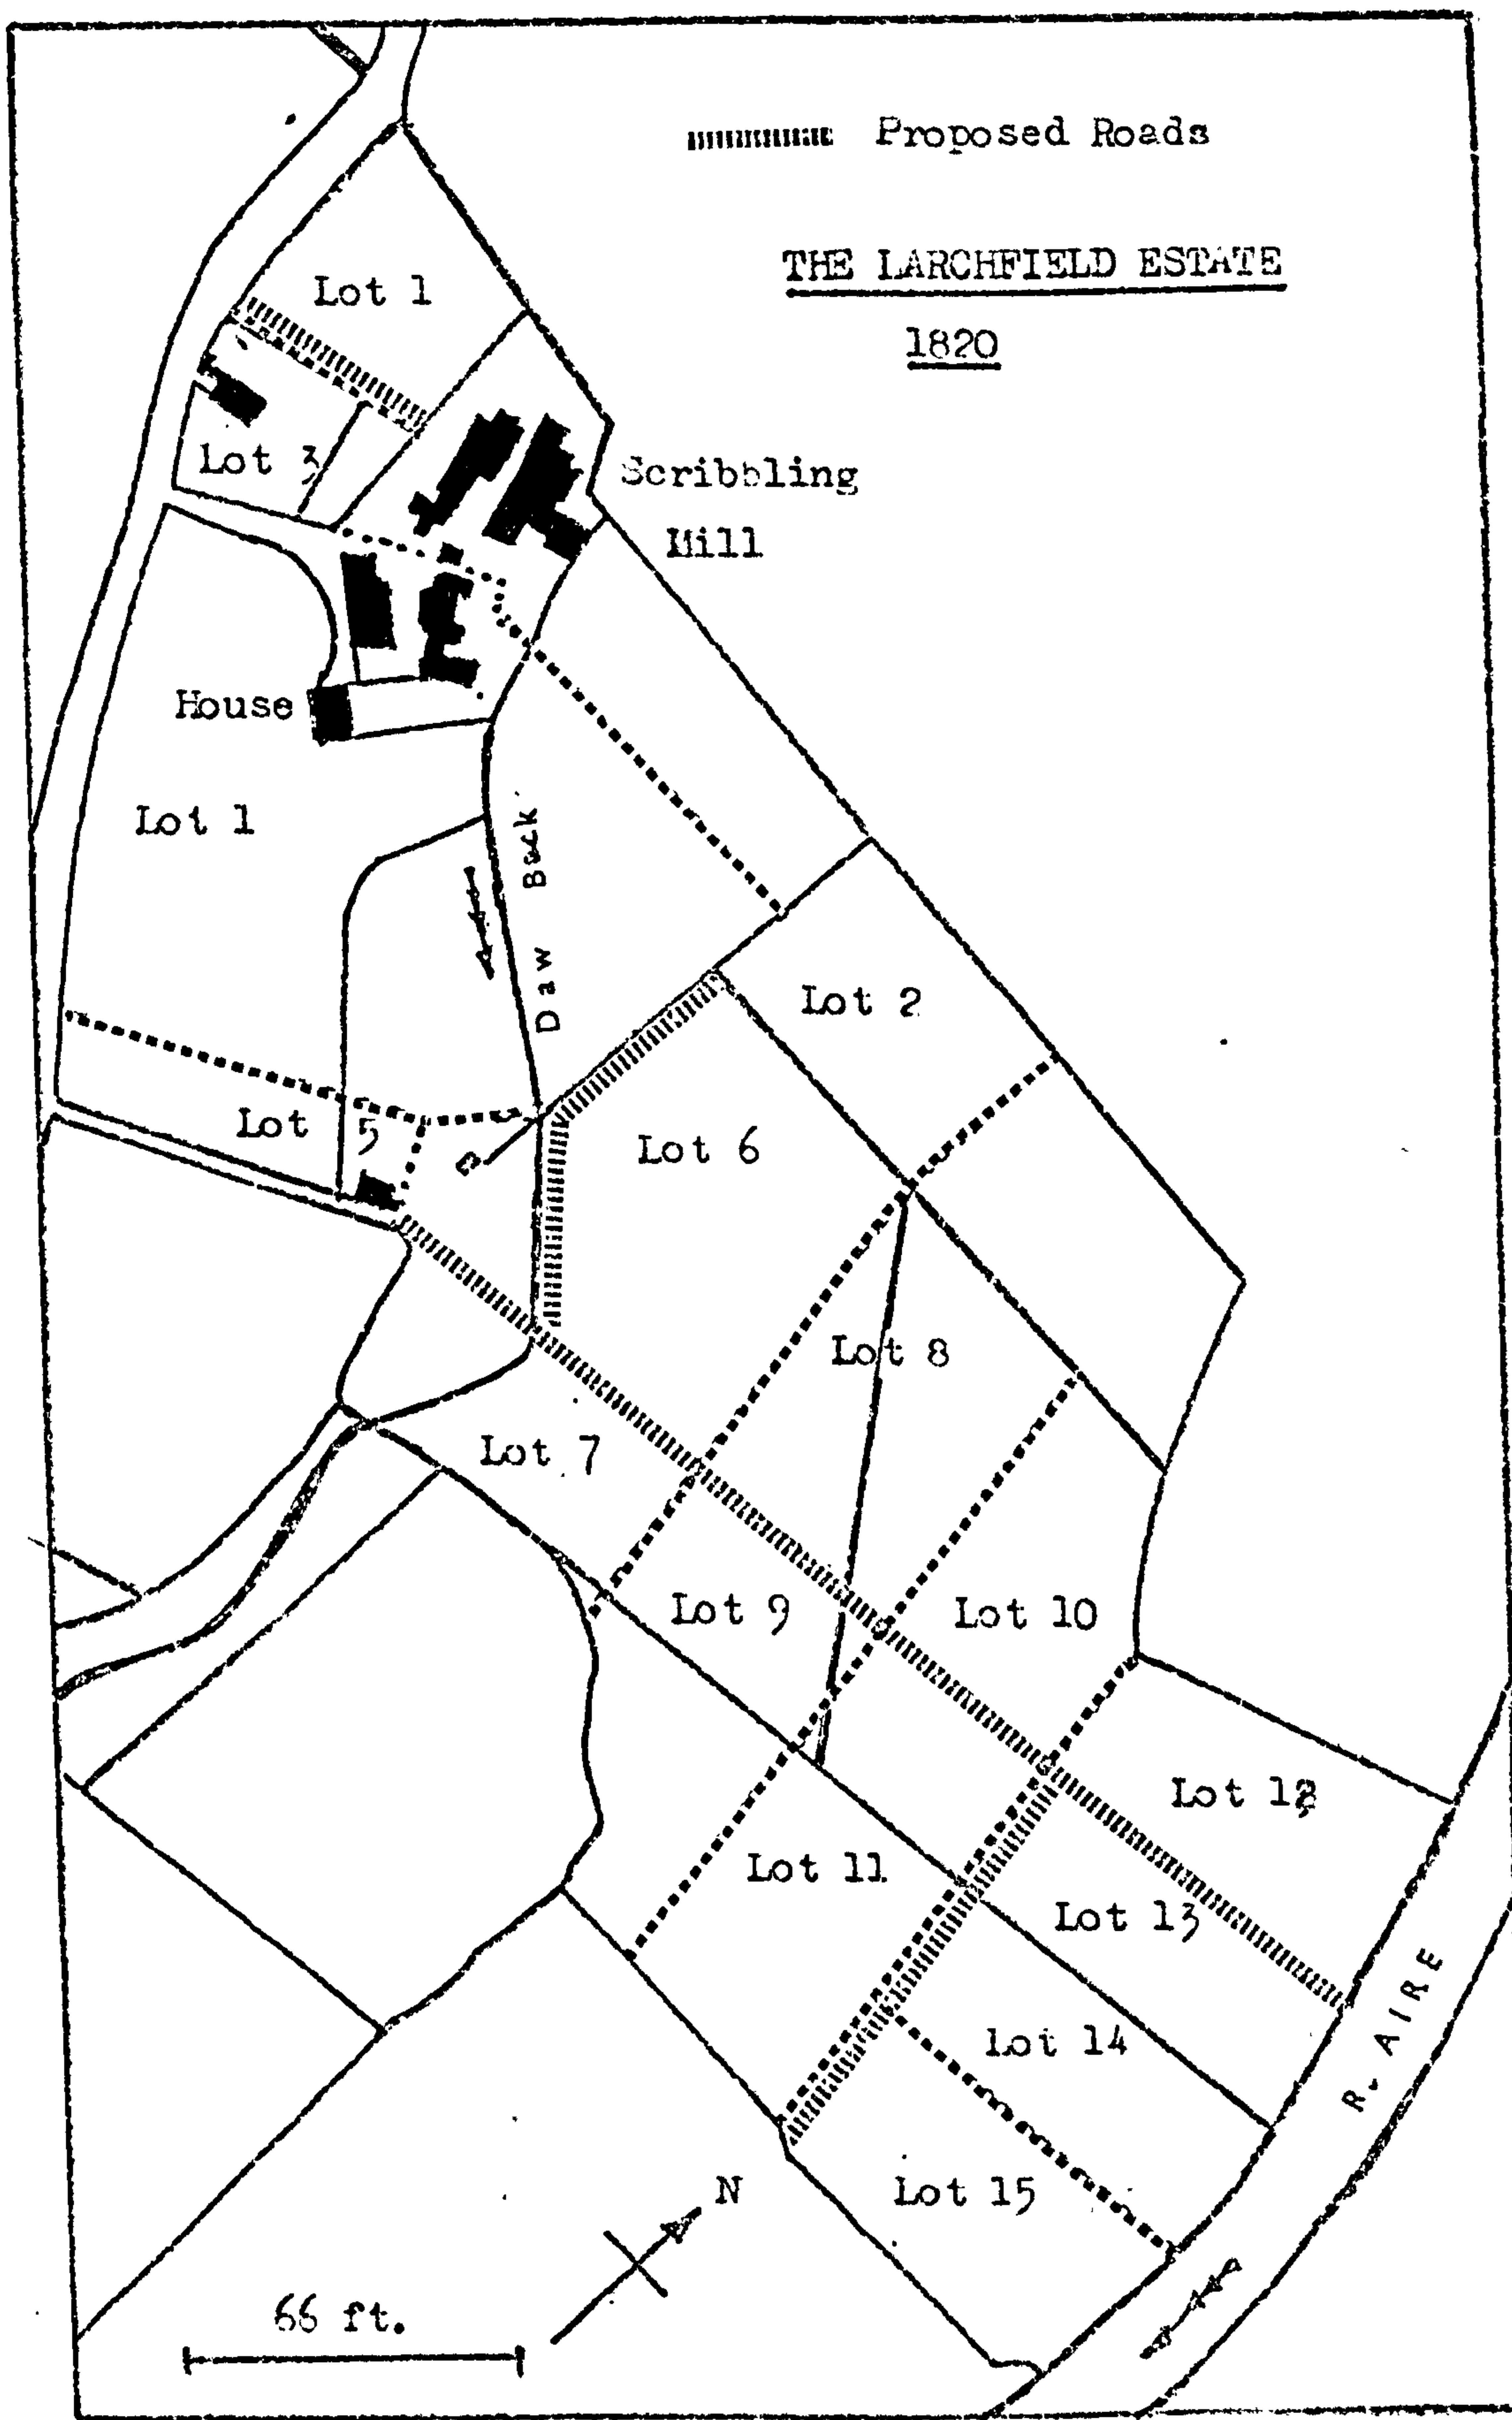 Proposed Roads
THE LARCHFIELD ESTATE
1820
Lot 1
Lot 3
Scribbling
Mill
House
Lot 1
Daw Beck
Lot 2
Lot 5
Lot 6
Lot 8
Lot 7
Lot 9
Lot 10
Lot 12
Lot 11
Lot 13
R. AIRE
Lot 14
Lot 15
N
66 ft.